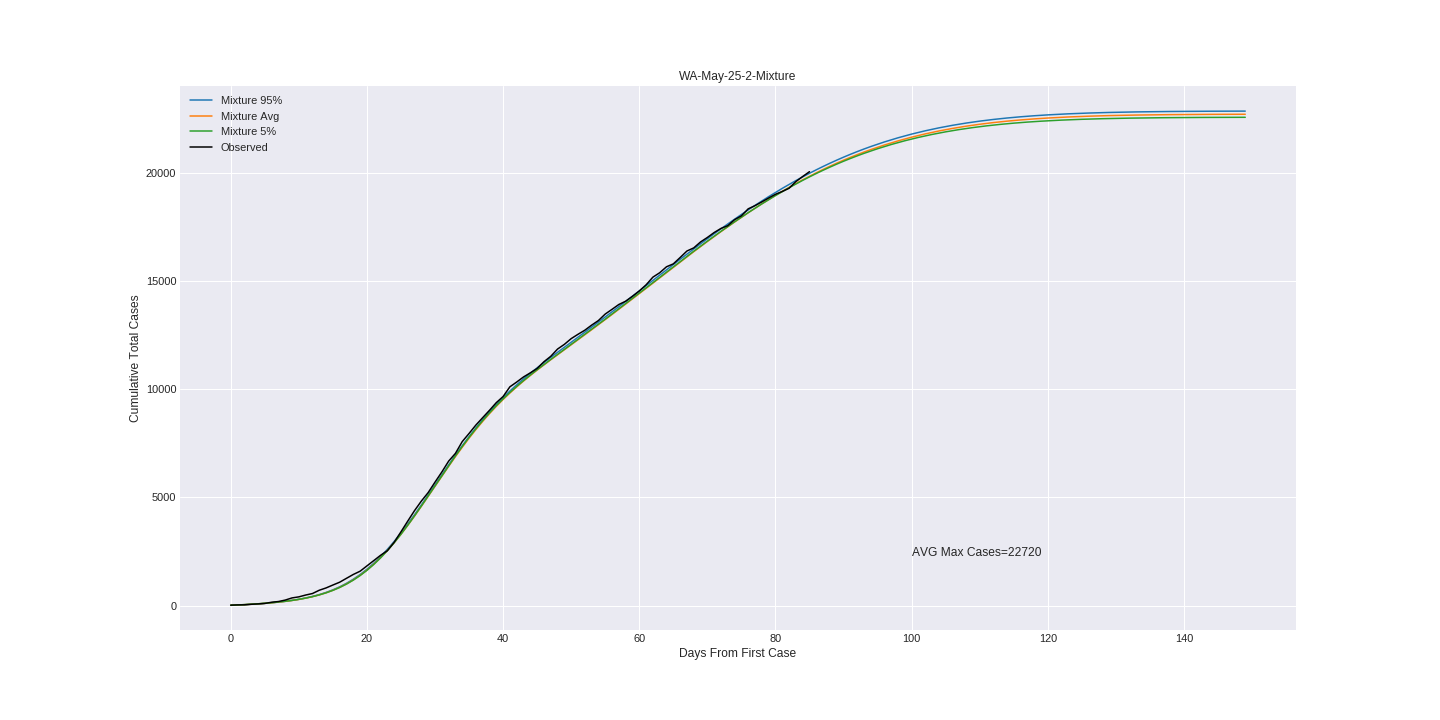 WA-May-25-2-Mixture
Mixture 95%
Mixture Avg
Mixture 5%
Observed
Cumulative Total Cases
20000
15000
10000
5000
0
AVG Max Cases=22720
0 20 40 60 80 100 120 140
Days From First Case